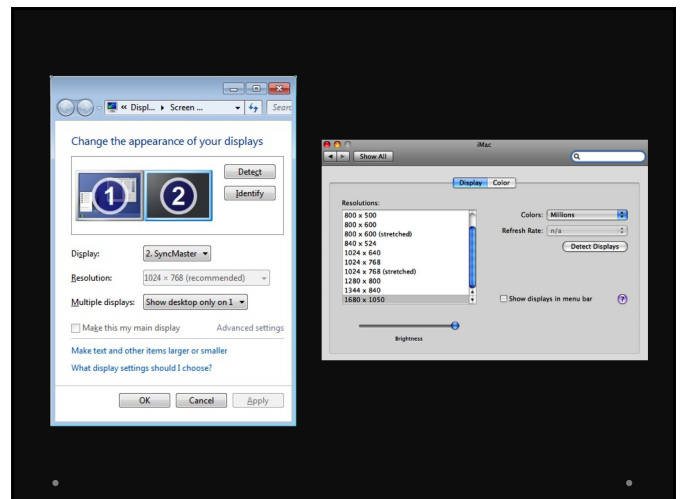 « Displ... Screen ... Searc
Change the appearance of your displays
1 2
Detect
Identify
Display: 2. SyncMaster
Resolution: 1024 × 768 (recommended)
Multiple displays: Show desktop only on 1
Make this my main display Advanced settings
Make text and other items larger or smaller
What display settings should I choose?
OK Cancel Apply
iMac
Show All
Display Color
Resolutions:
800 x 500
800 x 600
800 x 600 (stretched)
840 x 524
1024 x 640
1024 x 768
1024 x 768 (stretched)
1280 x 800
1344 x 840
1680 x 1050
Colors: Millions
Refresh Rate: n/a
Detect Displays
Show displays in menu bar ?
Brightness